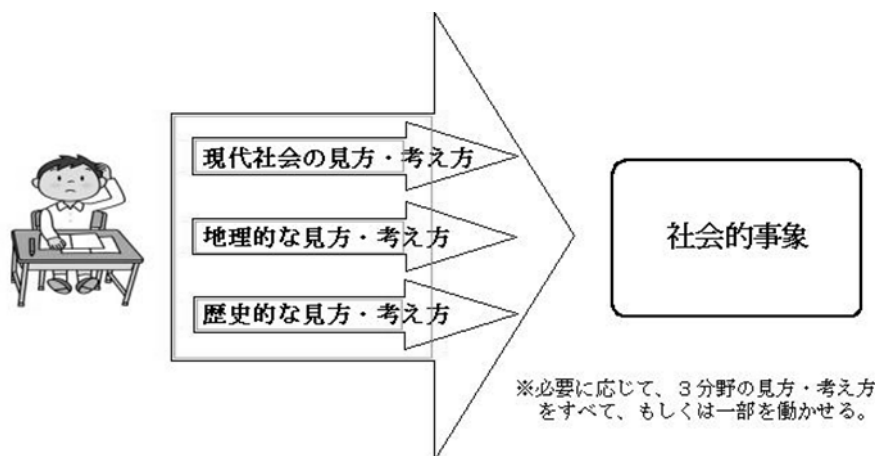 現代社会の見方・考え方
地理的な見方・考え方
歴史的な見方・考え方
社会的事象
※必要に応じて、３分野の見方・考え方
をすべて、もしくは一部を働かせる。